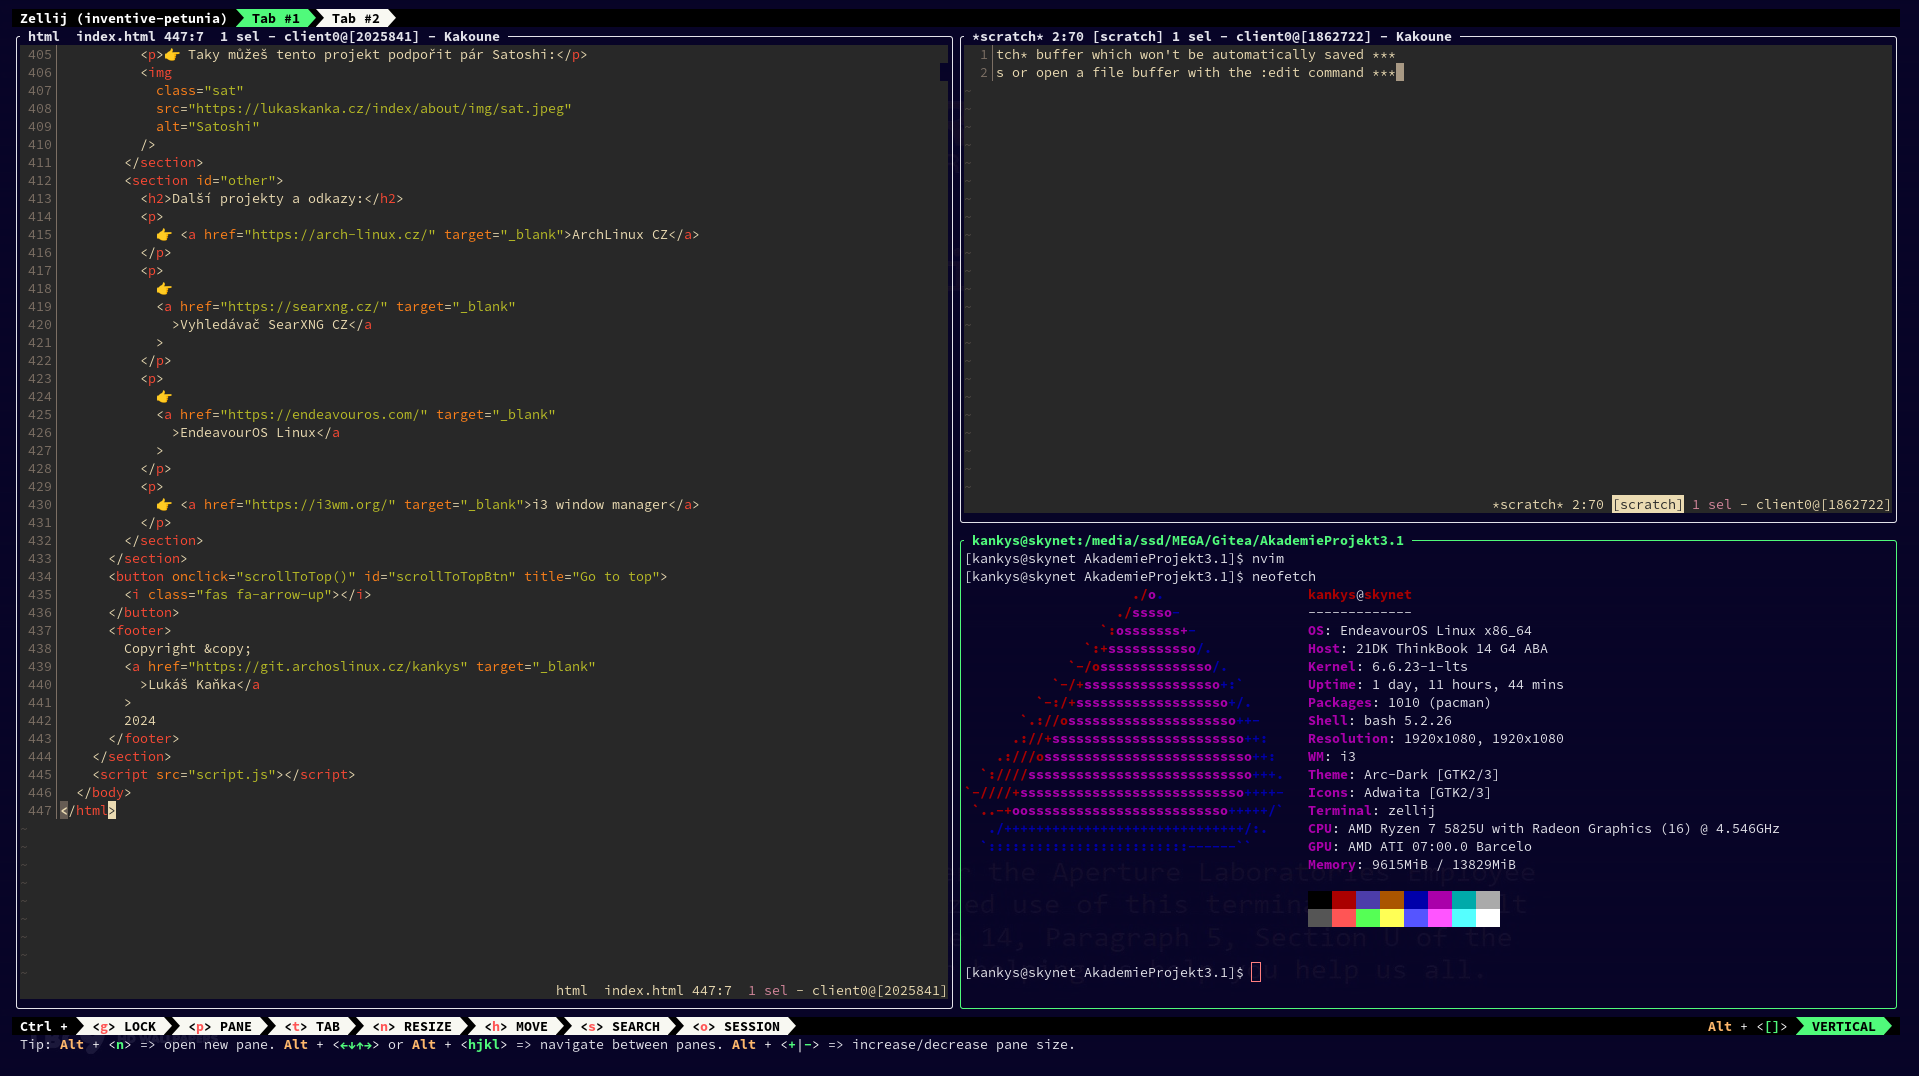 Zellij (inventive-petunia) Tab #1 Tab #2
html index.html 447:7 1 sel - client0@[2025841] - Kakoune
405 <p>👉 Taky můžeš tento projekt podpořit pár Satoshi:</p>
406 <img
407 class="sat"
408 src="https://lukaskanka.cz/index/about/img/sat.jpeg"
409 alt="Satoshi"
410 />
411 </section>
412 <section id="other">
413 <h2>Další projekty a odkazy:</h2>
414 <p>
415 👉 <a href="https://arch-linux.cz/" target="_blank">ArchLinux CZ</a>
416 </p>
417 <p>
418 👉
419 <a href="https://searxng.cz/" target="_blank"
420 >Vyhledávač SearXNG CZ</a
421 >
422 </p>
423 <p>
424 👉
425 <a href="https://endeavouros.com/" target="_blank"
426 >EndeavourOS Linux</a
427 >
428 </p>
429 <p>
430 👉 <a href="https://i3wm.org/" target="_blank">i3 window manager</a>
431 </p>
432 </section>
433 </section>
434 <button onclick="scrollToTop()" id="scrollToTopBtn" title="Go to top">
435 <i class="fas fa-arrow-up"></i>
436 </button>
437 <footer>
438 Copyright &copy;
439 <a href="https://git.archoslinux.cz/kankys" target="_blank"
440 >Lukáš Kaňka</a
441 >
442 2024
443 </footer>
444 </section>
445 <script src="script.js"></script>
446 </body>
447 </html>
html index.html 447:7 1 sel - client0@[2025841]
*scratch* 2:70 [scratch] 1 sel - client0@[1862722] - Kakoune
1 tch* buffer which won't be automatically saved ***
2 s or open a file buffer with the :edit command ***
*scratch* 2:70 [scratch] 1 sel - client0@[1862722]
kankys@skynet:/media/ssd/MEGA/Gitea/AkademieProjekt3.1
[kankys@skynet AkademieProjekt3.1]$ nvim
[kankys@skynet AkademieProjekt3.1]$ neofetch
kankys@skynet
-------------
OS: EndeavourOS Linux x86_64
Host: 21DK ThinkBook 14 G4 ABA
Kernel: 6.6.23-1-lts
Uptime: 1 day, 11 hours, 44 mins
Packages: 1010 (pacman)
Shell: bash 5.2.26
Resolution: 1920x1080, 1920x1080
WM: i3
Theme: Arc-Dark [GTK2/3]
Icons: Adwaita [GTK2/3]
Terminal: zellij
CPU: AMD Ryzen 7 5825U with Radeon Graphics (16) @ 4.546GHz
GPU: AMD ATI 07:00.0 Barcelo
Memory: 9615MiB / 13829MiB
the Aperture Laboratories Employee
use of this
14, Paragraph 5, Section 0 of the
help us all.
[kankys@skynet AkademieProjekt3.1]$
Ctrl + <g> LOCK <p> PANE <t> TAB <n> RESIZE <h> MOVE <s> SEARCH <o> SESSION Alt + <[]> VERTICAL
Tip: Alt + <n> => open new pane. Alt + <←↓↑→> or Alt + <hjkl> => navigate between panes. Alt + <+|-> => increase/decrease pane size.